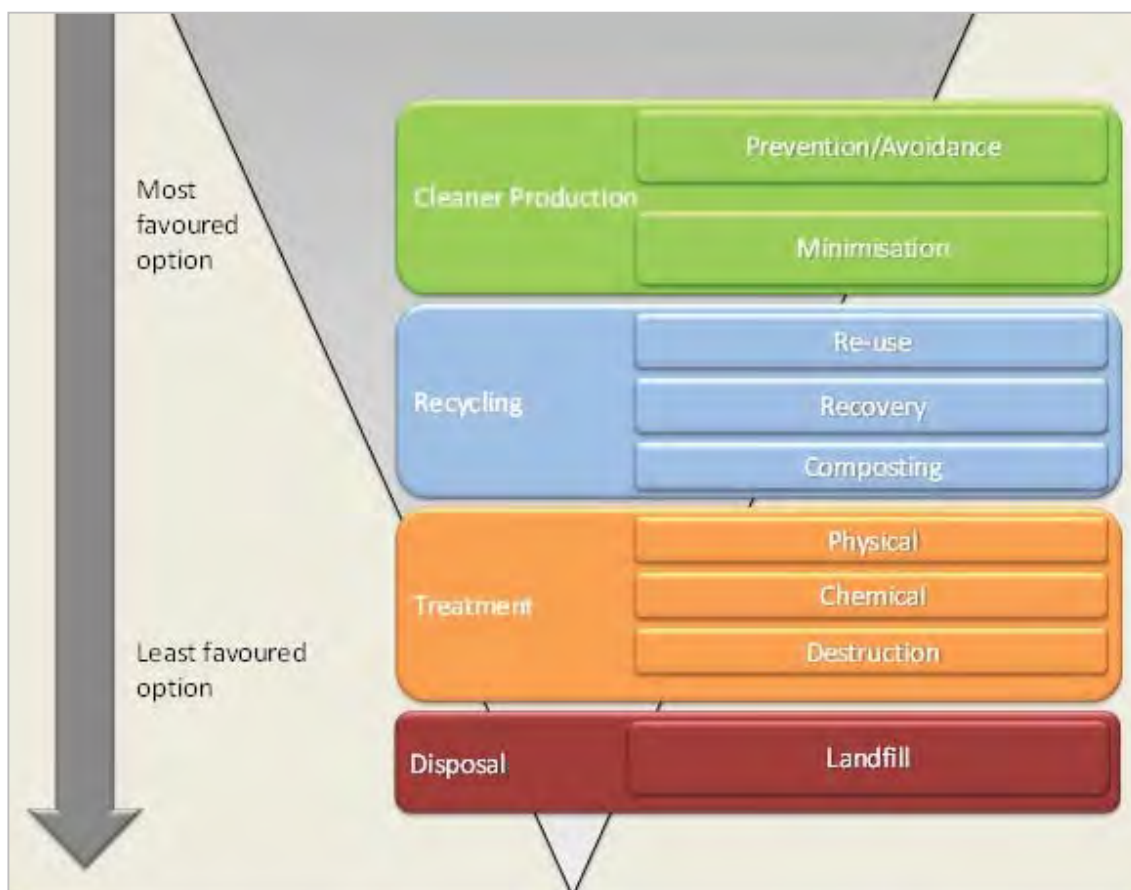 Most
favoured
option
Cleaner Production
Prevention/Avoidance
Minimisation
Recycling
Re-use
Recovery
Composting
Treatment
Physical
Chemical
Destruction
Least favoured
option
Disposal
Landfill